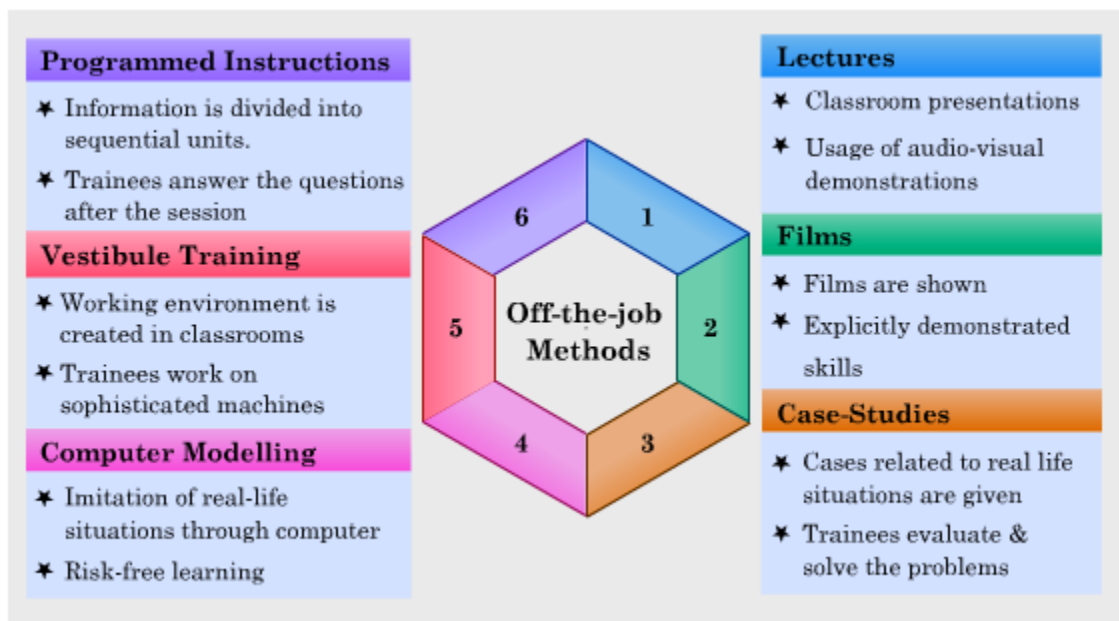 Programmed Instructions
Information is divided into
sequential units.
Trainees answer the questions
after the session
Vestibule Training
Working environment is
created in classrooms
Trainees work on
sophisticated machines
Computer Modelling
Imitation of real-life
situations through computer
Risk-free learning
6
1
5
Off-the-job
Methods
2
4
3
Lectures
Classroom presentations
Usage of audio-visual
demonstrations
Films
Films are shown
Explicitly demonstrated
skills
Case-Studies
Cases related to real life
situations are given
Trainees evaluate &
solve the problems